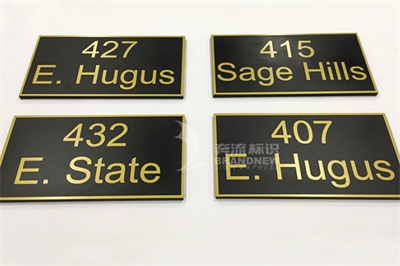 427
E. Hugus
415
Sage Hills
432
E. State
407
E. Hugus
奔流标识
BRANDNEW